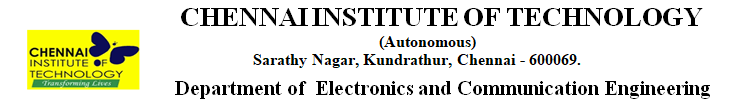 CHENNAI INSTITUTE OF TECHNOLOGY
(Autonomous)
Sarathy Nagar, Kundrathur, Chennai - 600069.
Department of Electronics and Communication Engineering
CHENNAI
INSTITUTE OF
TECHNOLOGY
Transforming Lives